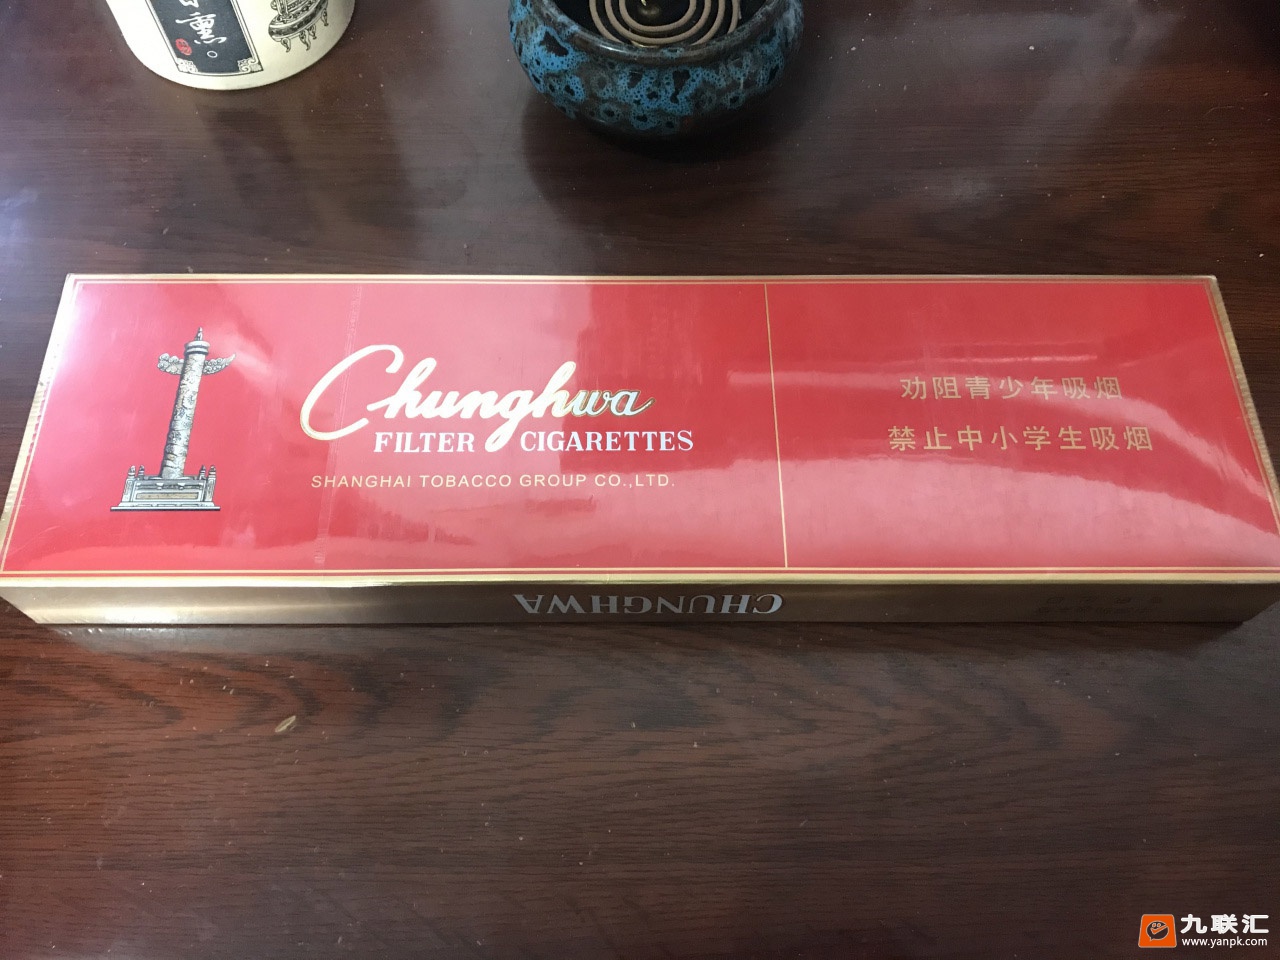 熏。
Chunghwa
FILTER CIGARETTES
SHANGHAI TOBACCO GROUP CO.,LTD.
劝阻青少年吸烟
禁止中小学生吸烟
CHUNGHWA
九联汇
www.yanpk.com